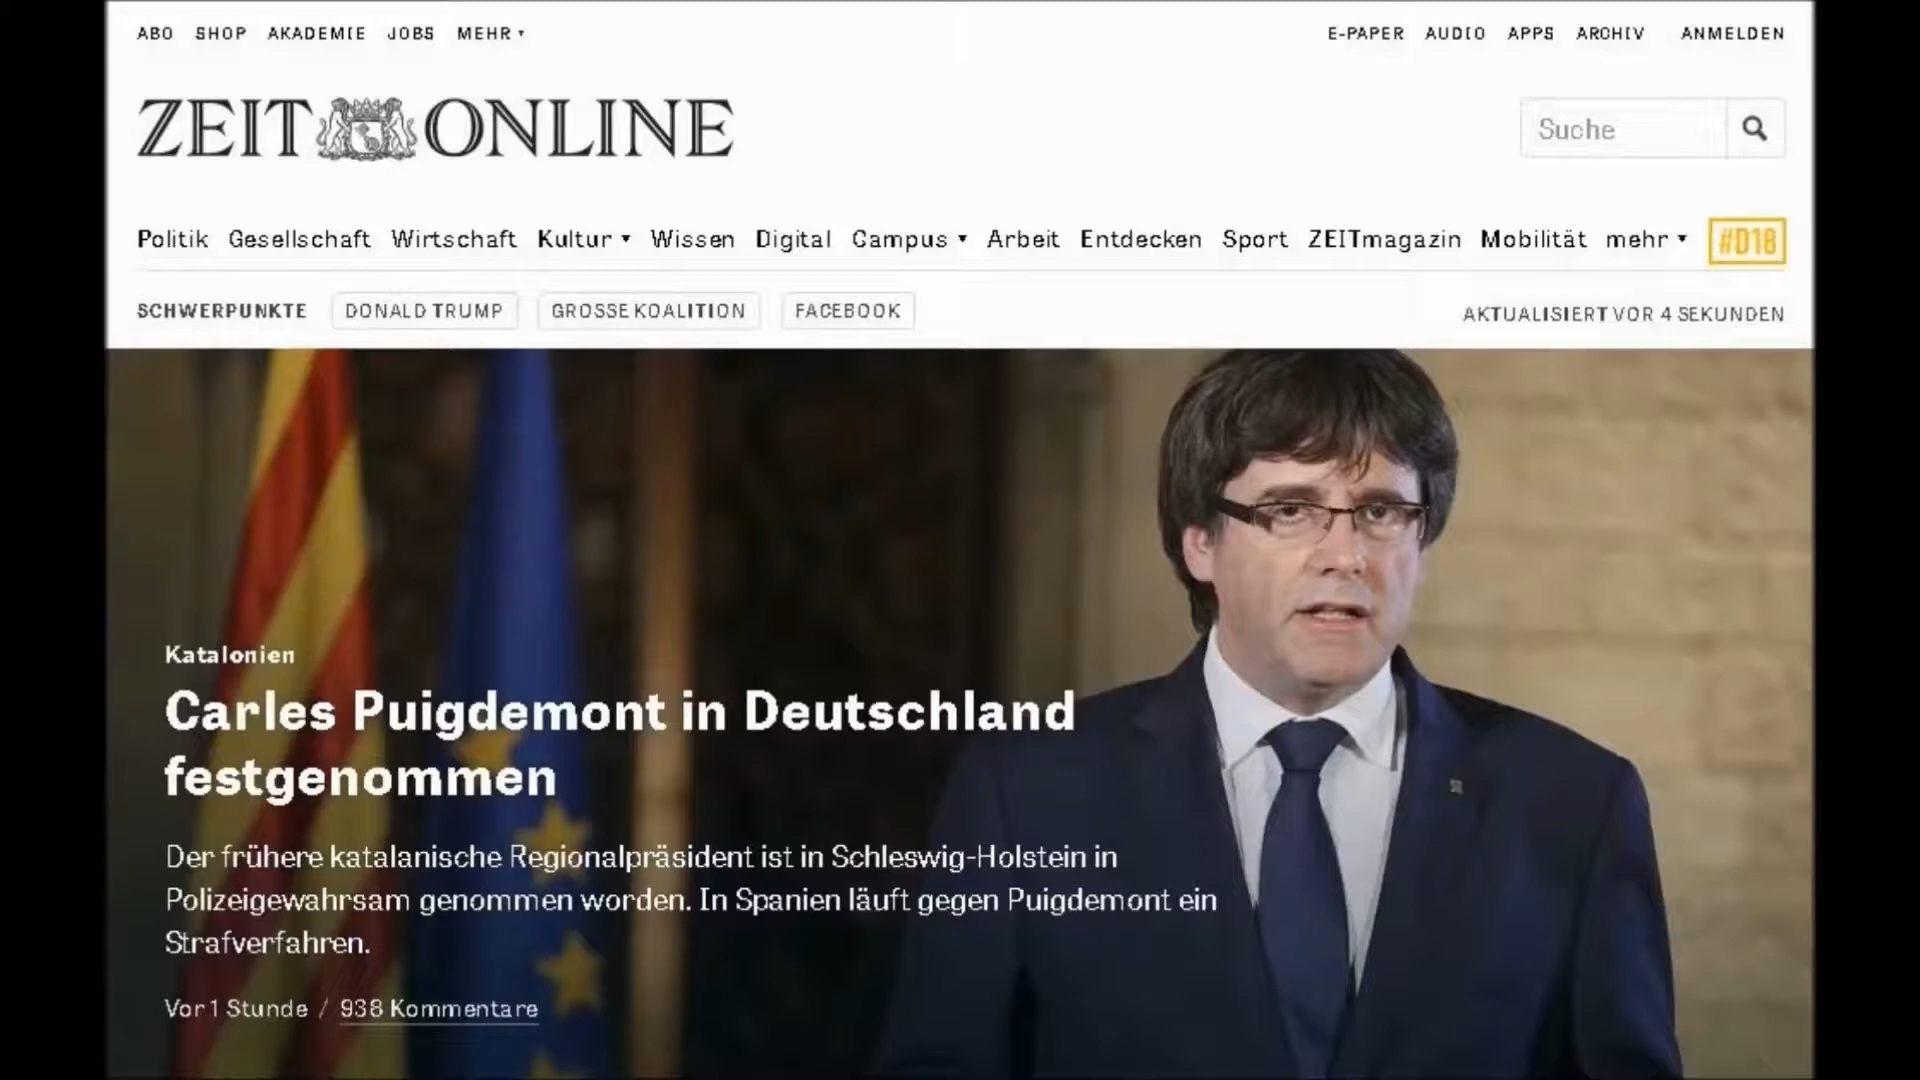 ABO SHOP AKADEMIE JOBS MEHR ▾ E-PAPER AUDIO APPS ARCHIV ANMELDEN
ZEIT ONLINE
Suche
Politik Gesellschaft Wirtschaft Kultur ▾ Wissen Digital Campus ▾ Arbeit Entdecken Sport ZEITmagazin Mobilität mehr ▾ #D18
SCHWERPUNKTE DONALD TRUMP GROSSE KOALITION FACEBOOK AKTUALISIERT VOR 4 SEKUNDEN
Katalonien
Carles Puigdemont in Deutschland
festgenommen
Der frühere katalanische Regionalpräsident ist in Schleswig-Holstein in
Polizeigewahrsam genommen worden. In Spanien läuft gegen Puigdemont ein
Strafverfahren.
Vor 1 Stunde / 938 Kommentare